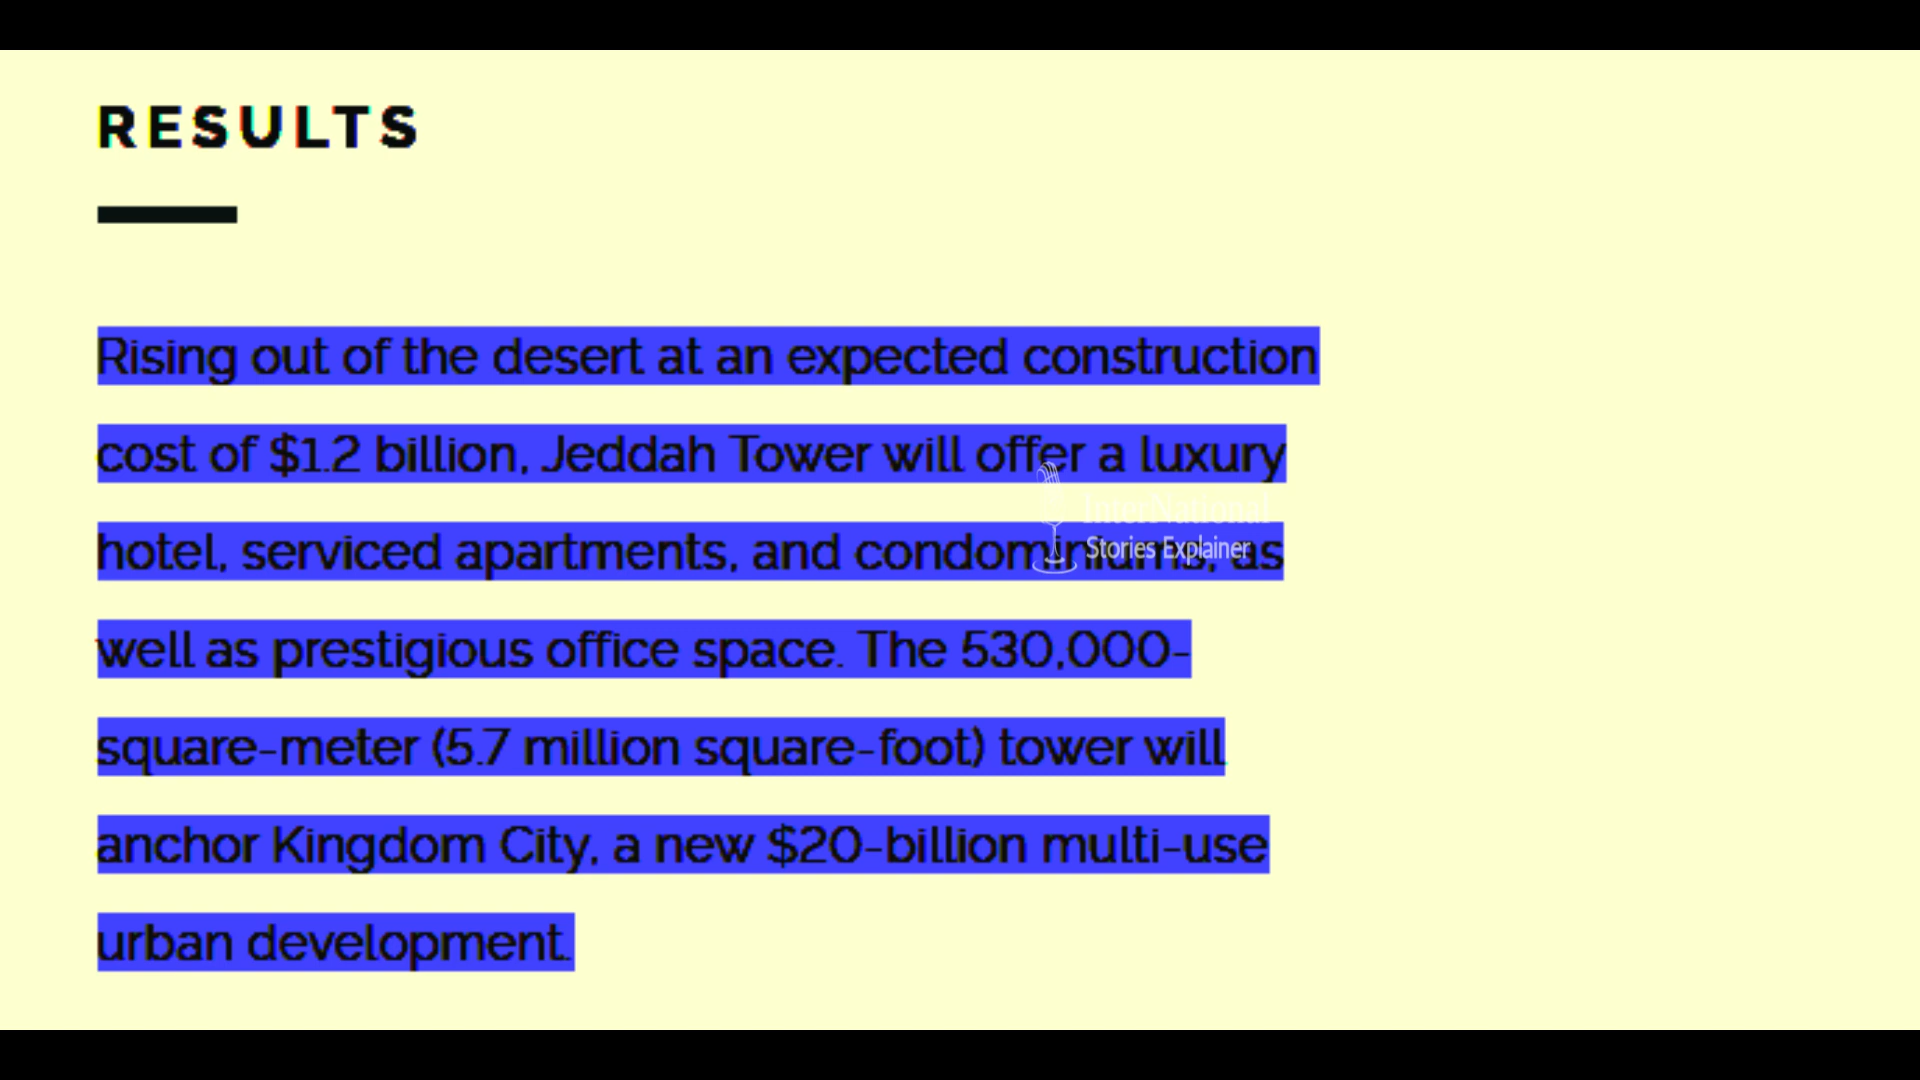 RESULTS
Rising out of the desert at an expected construction
cost of $1.2 billion, Jeddah Tower will offer a luxury
hotel, serviced apartments, and condominiums, as
well as prestigious office space. The 530,000-
square-meter (5.7 million square-foot) tower will
anchor Kingdom City, a new $20-billion multi-use
urban development.
InterNational
Stories Explainer